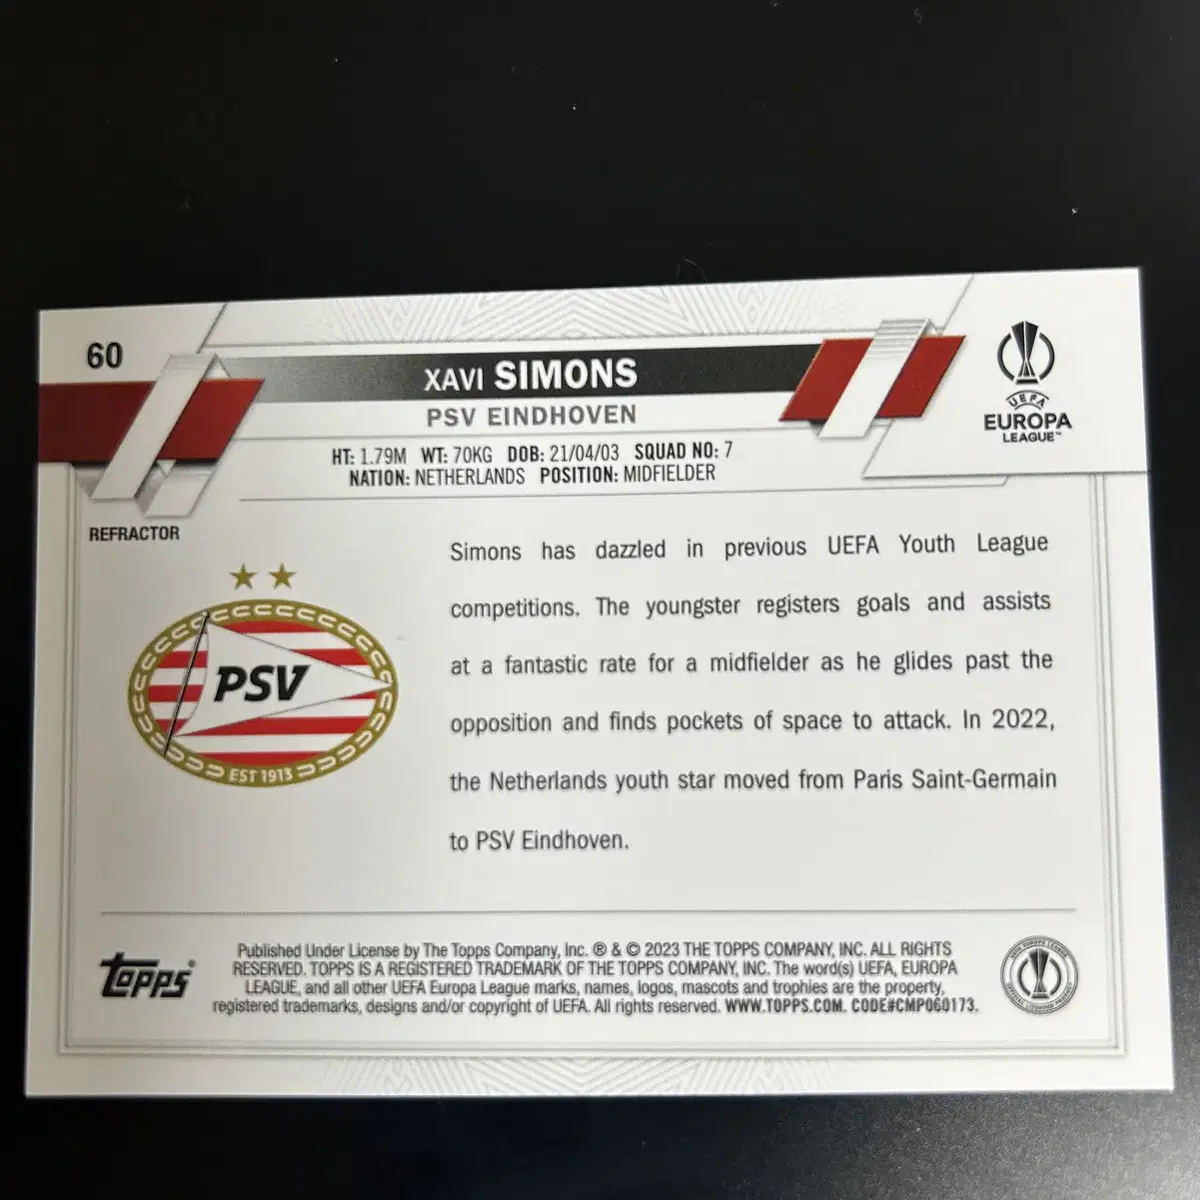 60
XAVI SIMONS
PSV EINDHOVEN
HT: 1.79M WT: 70KG DOB: 21/04/03 SQUAD NO: 7
NATION: NETHERLANDS POSITION: MIDFIELDER
UEFA
EUROPA
LEAGUE™
REFRACTOR
PSV
EST 1913
Simons has dazzled in previous UEFA Youth League
competitions. The youngster registers goals and assists
at a fantastic rate for a midfielder as he glides past the
opposition and finds pockets of space to attack. In 2022,
the Netherlands youth star moved from Paris Saint-Germain
to PSV Eindhoven.
TOPPS®
Published Under License by The Topps Company, Inc. ® & © 2023 THE TOPPS COMPANY, INC. ALL RIGHTS
RESERVED. TOPPS IS A REGISTERED TRADEMARK OF THE TOPPS COMPANY, INC. The word(s) UEFA, EUROPA
LEAGUE, and all other UEFA Europa League marks, names, logos, mascots and trophies are the property,
registered trademarks, designs and/or copyright of UEFA. All rights reserved. WWW.TOPPS.COM. CODE#CMP060173.